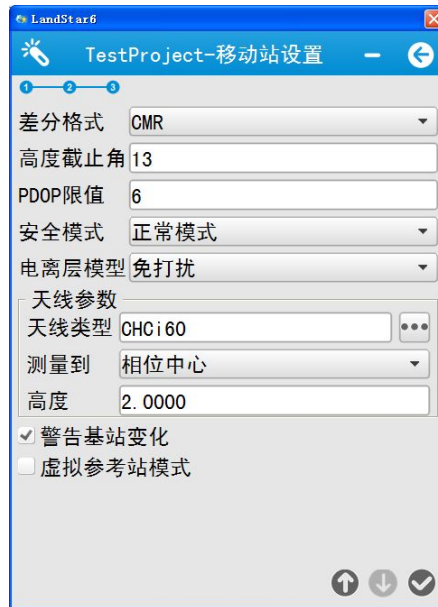 LandStar6
TestProject-移动站设置
1 2 3
差分格式 CMR
高度截止角 13
PDOP限值 6
安全模式 正常模式
电离层模型 免打扰
天线参数
天线类型 CHCi60
测量到 相位中心
高度 2.0000
警告基站变化
虚拟参考站模式